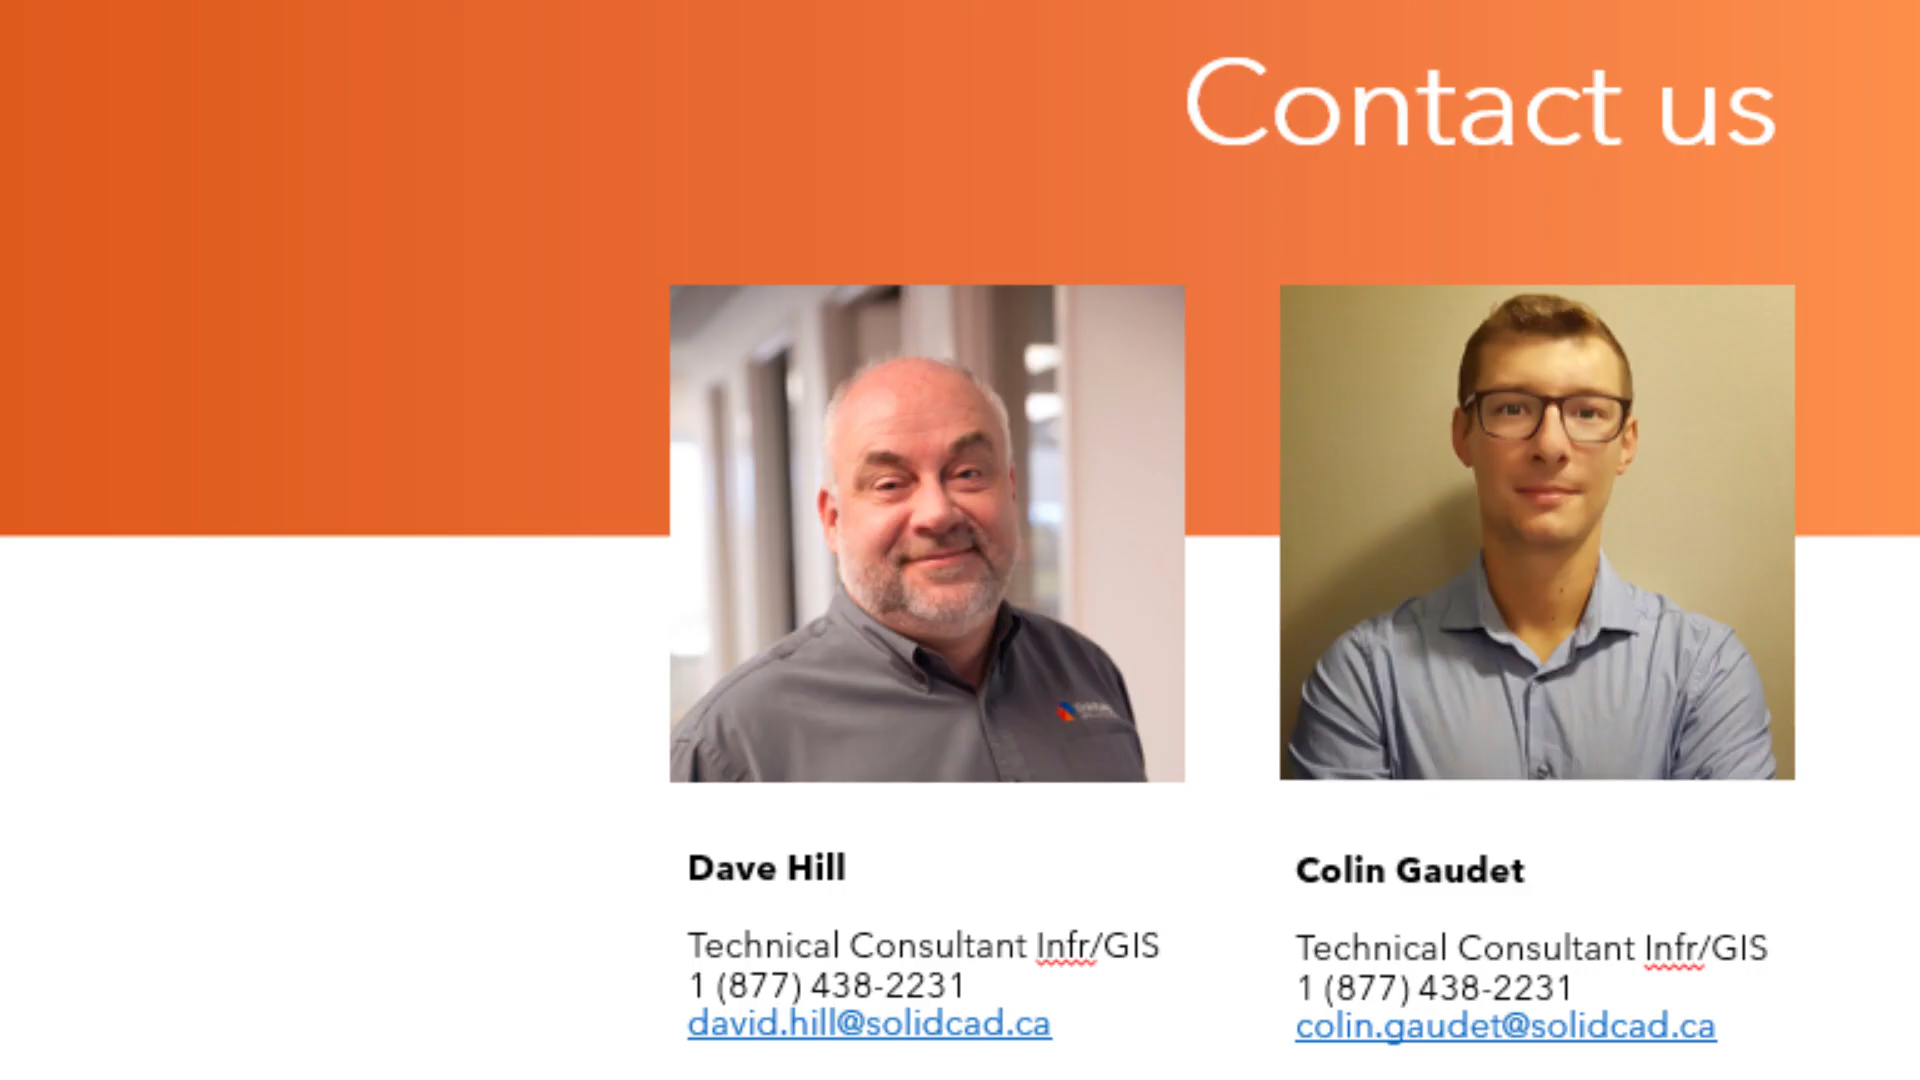 Contact us
Dave Hill
Technical Consultant Infr/GIS
1 (877) 438-2231
david.hill@solidcad.ca
Colin Gaudet
Technical Consultant Infr/GIS
1 (877) 438-2231
colin.gaudet@solidcad.ca